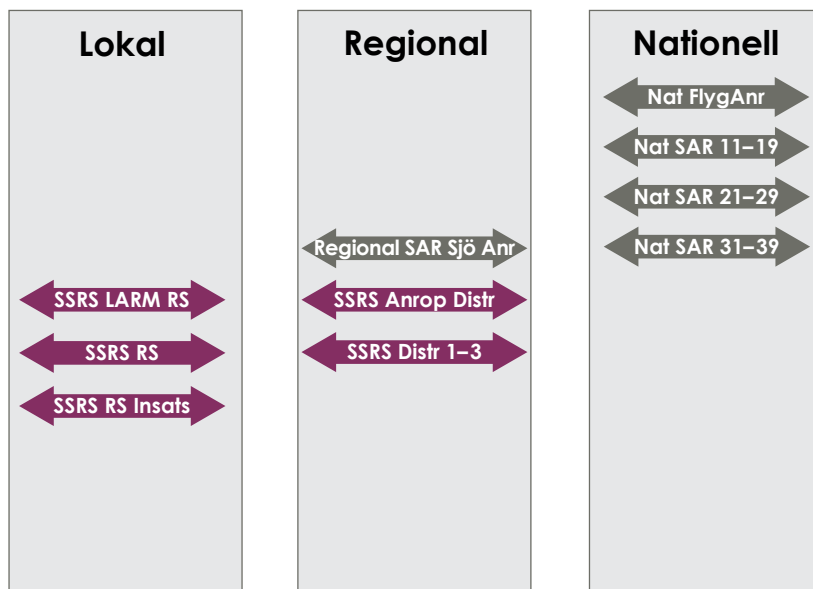 Lokal
SSRS LARM RS
SSRS RS
SSRS RS Insats
Regional
Regional SAR Sjö Anr
SSRS Anrop Distr
SSRS Distr 1–3
Nationell
Nat FlygAnr
Nat SAR 11–19
Nat SAR 21–29
Nat SAR 31–39